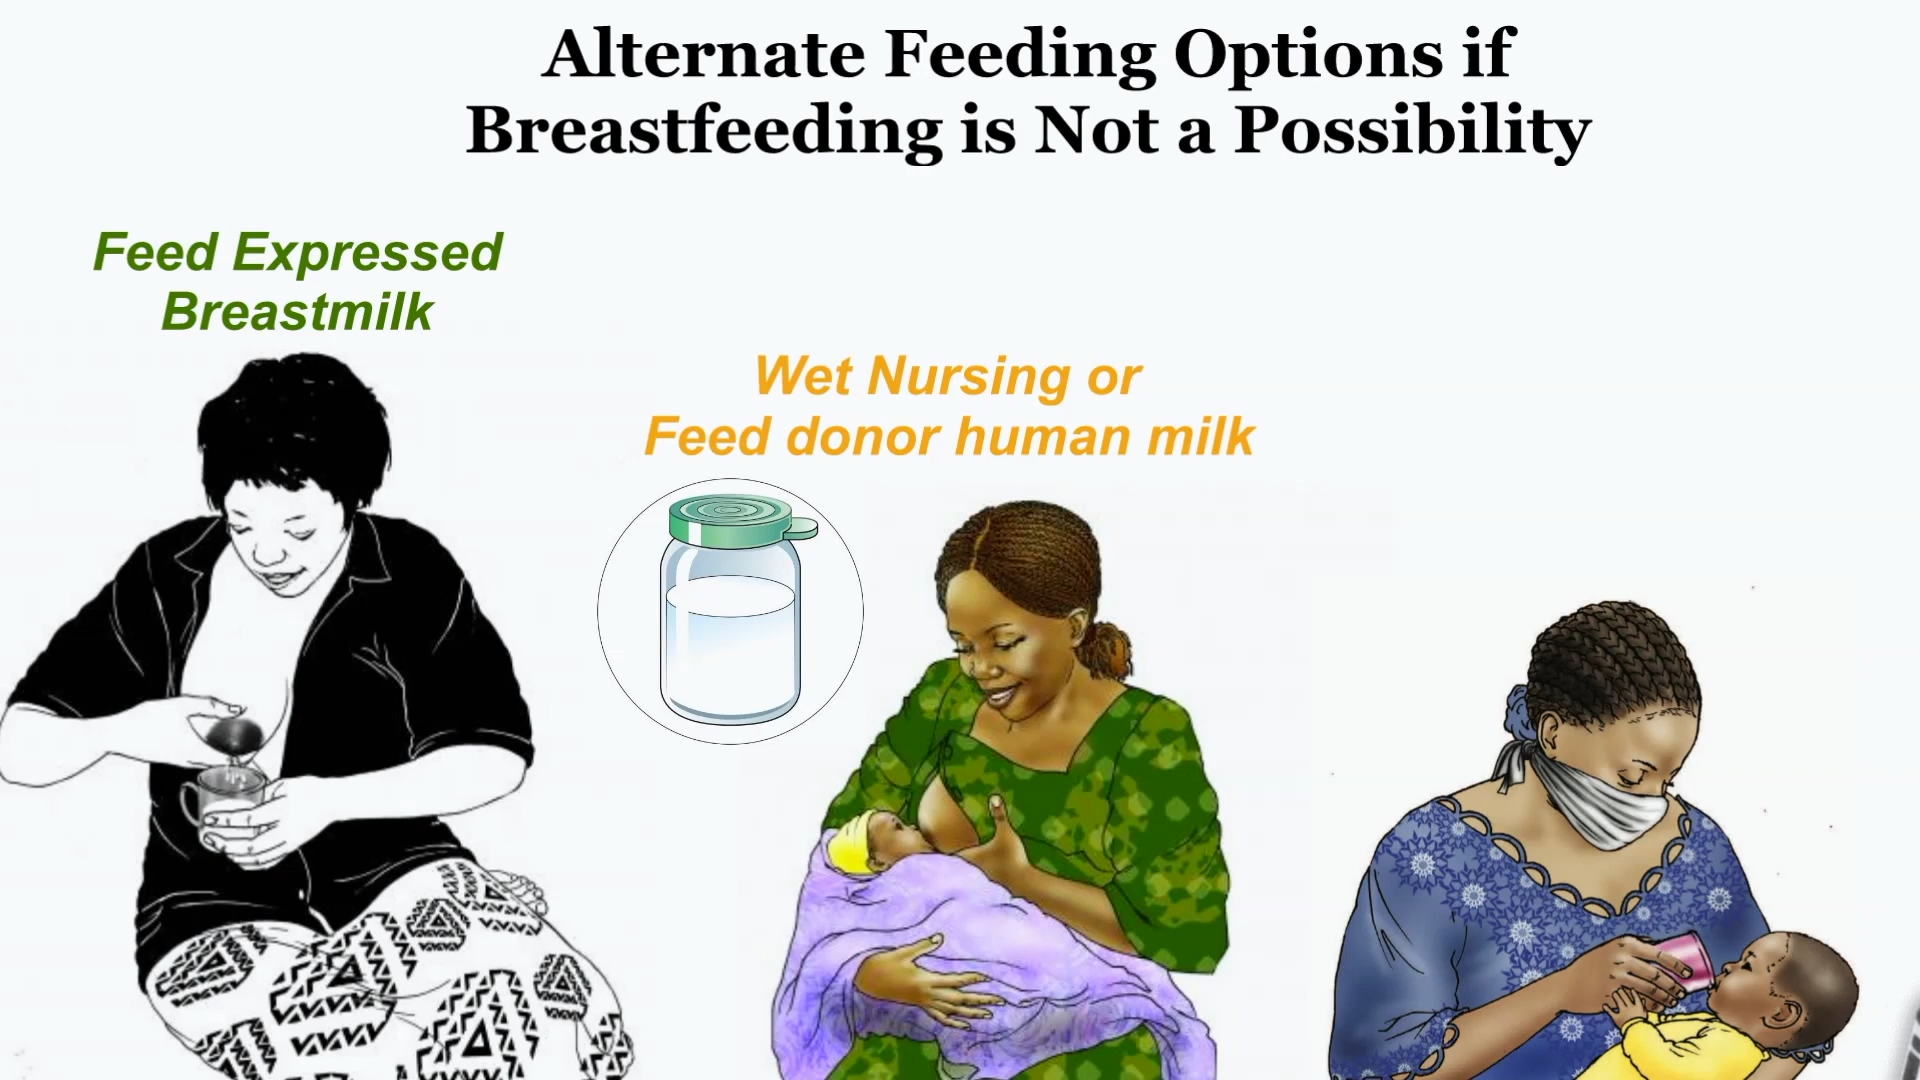 Alternate Feeding Options if
Breastfeeding is Not a Possibility
Feed Expressed
Breastmilk
Wet Nursing or
Feed donor human milk